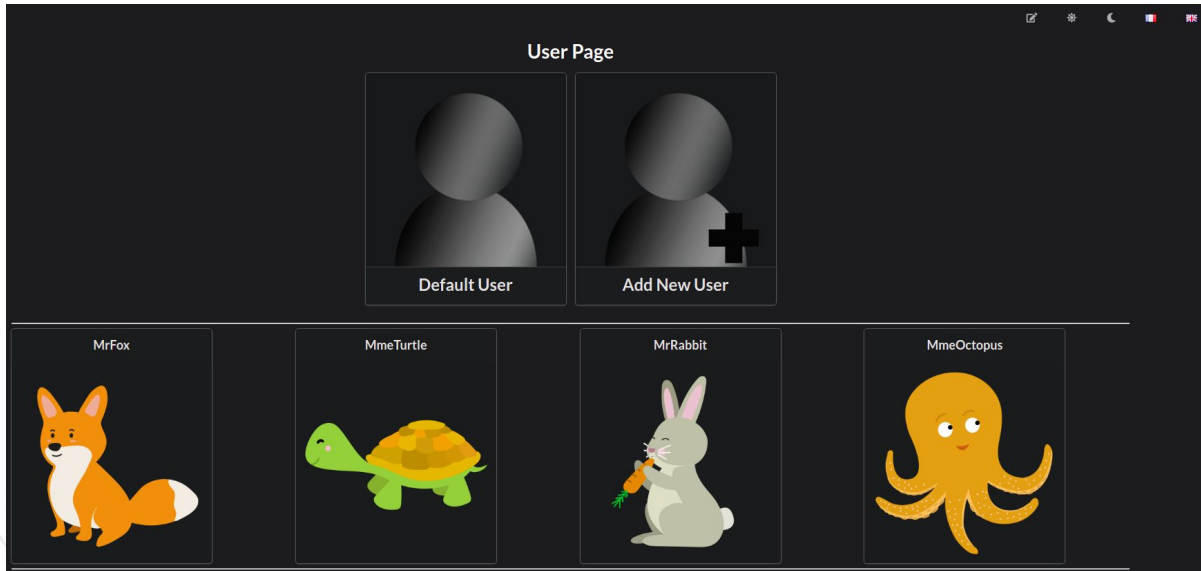 User Page
Default User
Add New User
MrFox
MmeTurtle
MrRabbit
MmeOctopus